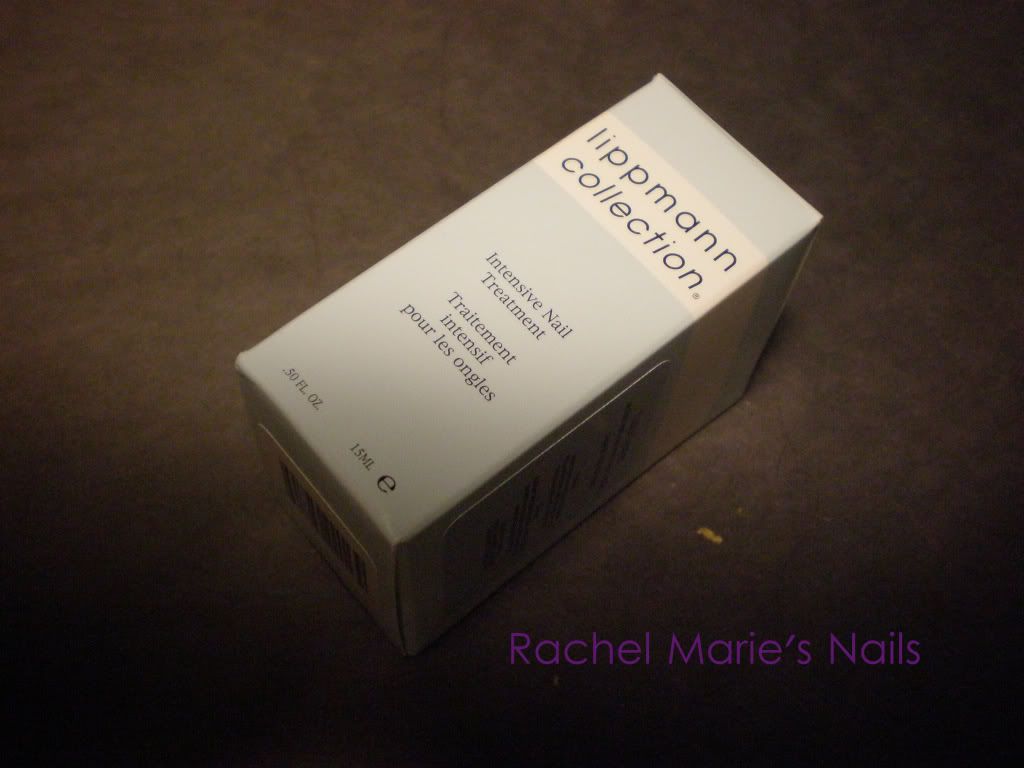 lippmann
collection®
Intensive Nail
Treatment
Traitement
intensif
pour les ongles
.50 FL. OZ.
15ML e
Rachel Marie's Nails